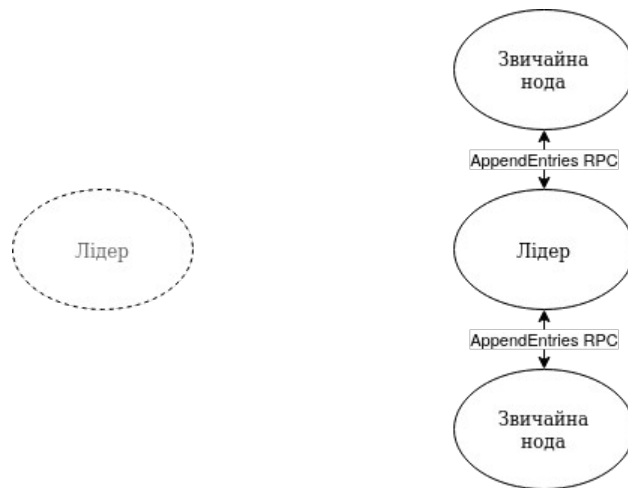 Звичайна
нода
AppendEntries RPC
Лідер
Лідер
AppendEntries RPC
Звичайна
нода